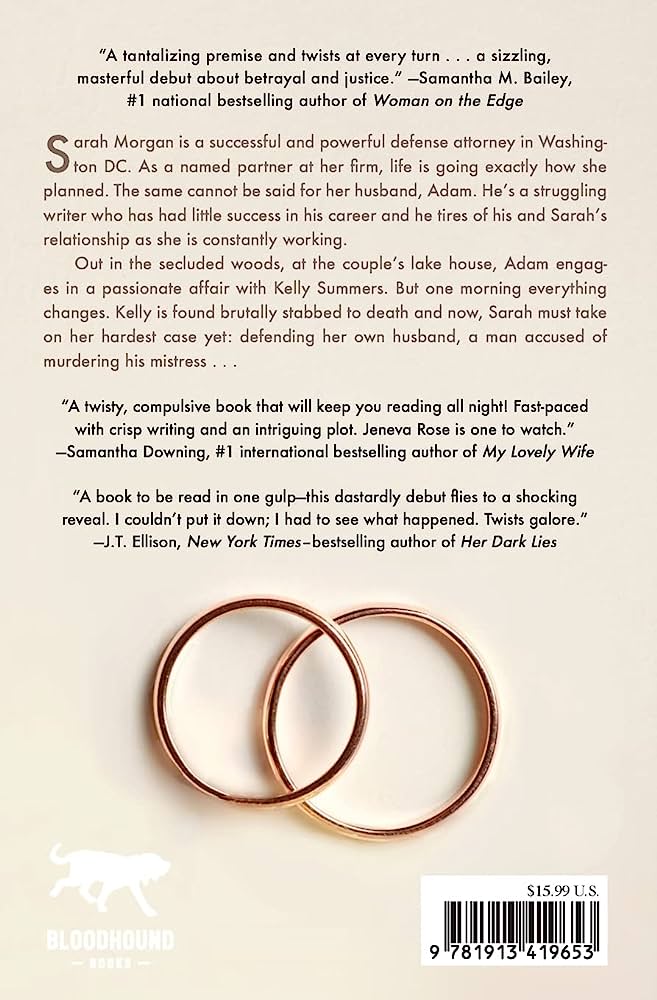 “A tantalizing premise and twists at every turn . . . a sizzling,
masterful debut about betrayal and justice.” —Samantha M. Bailey,
#1 national bestselling author of Woman on the Edge
Sarah Morgan is a successful and powerful defense attorney in Washing-
ton DC. As a named partner at her firm, life is going exactly how she
planned. The same cannot be said for her husband, Adam. He’s a struggling
writer who has had little success in his career and he tires of his and Sarah’s
relationship as she is constantly working.
Out in the secluded woods, at the couple’s lake house, Adam engag-
es in a passionate affair with Kelly Summers. But one morning everything
changes. Kelly is found brutally stabbed to death and now, Sarah must take
on her hardest case yet: defending her own husband, a man accused of
murdering his mistress . . .
“A twisty, compulsive book that will keep you reading all night! Fast-paced
with crisp writing and an intriguing plot. Jeneva Rose is one to watch.”
—Samantha Downing, #1 international bestselling author of My Lovely Wife
“A book to be read in one gulp—this dastardly debut flies to a shocking
reveal. I couldn’t put it down; I had to see what happened. Twists galore.”
—J.T. Ellison, New York Times–bestselling author of Her Dark Lies
BLOODHOUND
— BOOKS —
$15.99 U.S.
9 781913 419653